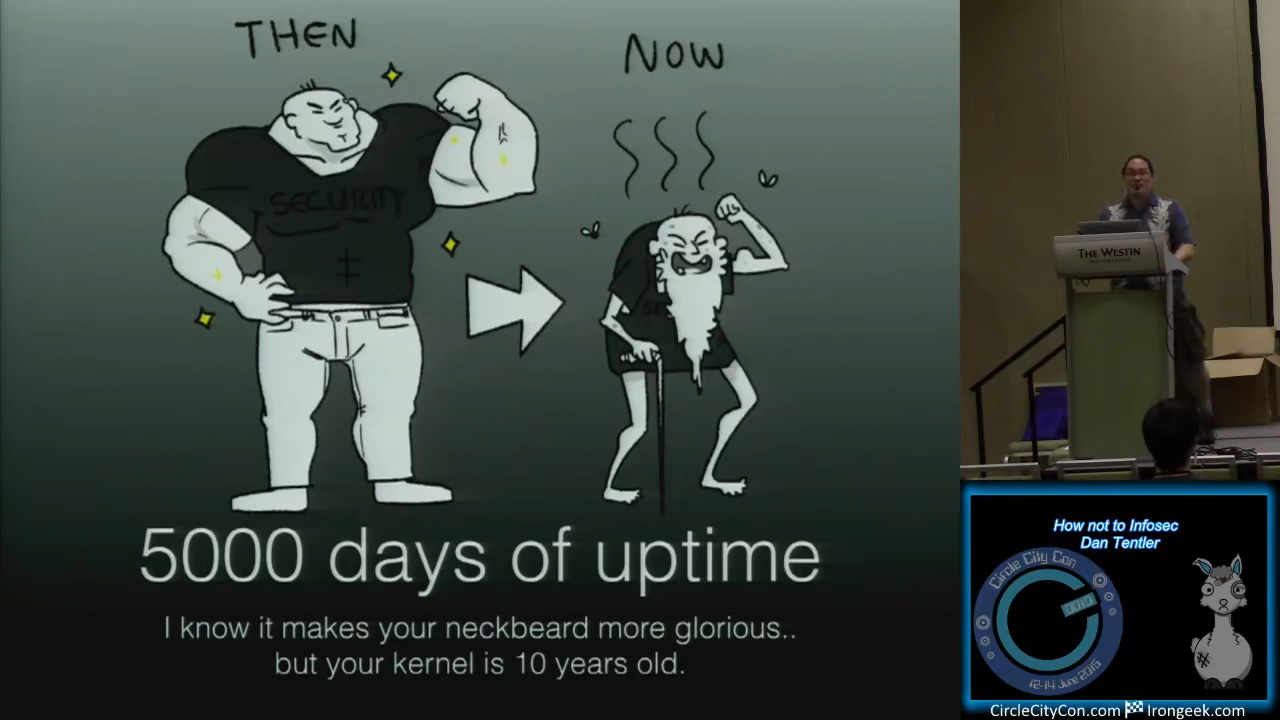 THEN
NOW
SECURITY
SE
5000 days of uptime
I know it makes your neckbeard more glorious..
but your kernel is 10 years old.
THE WESTIN
INDIANAPOLIS
How not to Infosec
Dan Tentler
Circle City Con
12-14 June 2015
CircleCityCon.com Irongeek.com